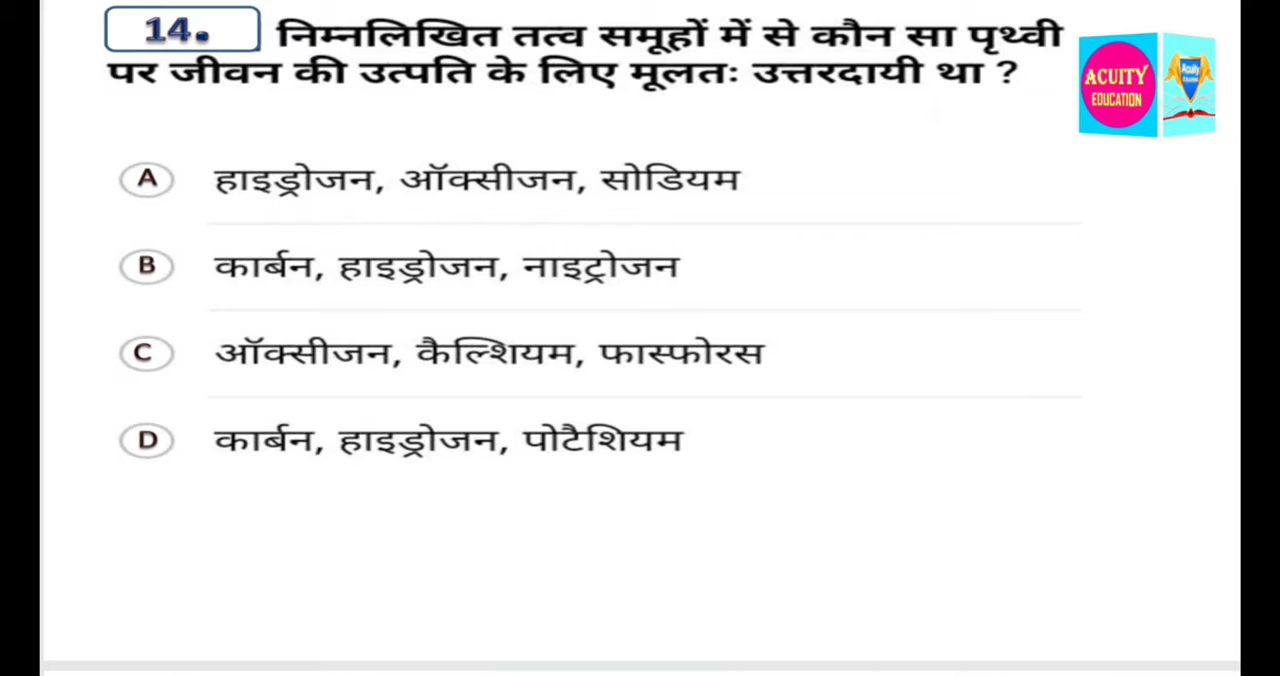 14. निम्नलिखित तत्व समूहों में से कौन सा पृथ्वी
पर जीवन की उत्पति के लिए मूलतः उत्तरदायी था ?
ACUITY
EDUCATION
Acuity
A हाइड्रोजन, ऑक्सीजन, सोडियम
B कार्बन, हाइड्रोजन, नाइट्रोजन
C ऑक्सीजन, कैल्शियम, फास्फोरस
D कार्बन, हाइड्रोजन, पोटैशियम